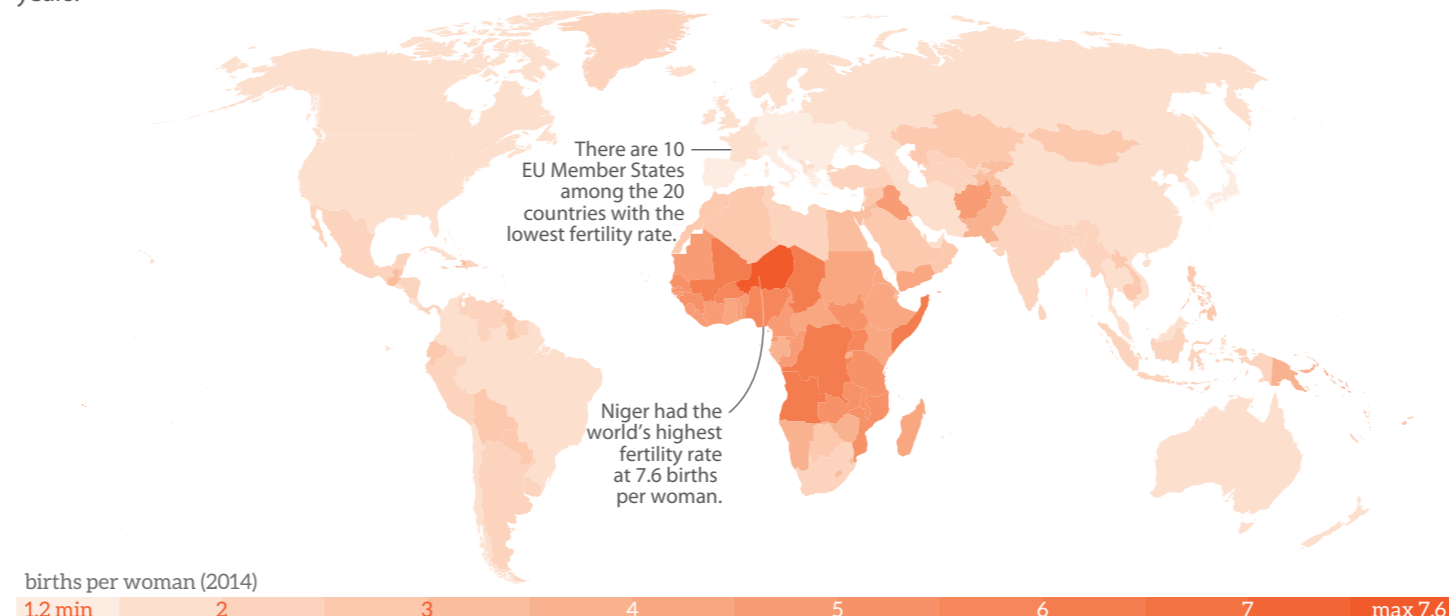 years.
There are 10
EU Member States
among the 20
countries with the
lowest fertility rate.
Niger had the
world’s highest
fertility rate
at 7.6 births
per woman.
births per woman (2014)
1.2 min 2 3 4 5 6 7 max 7.6